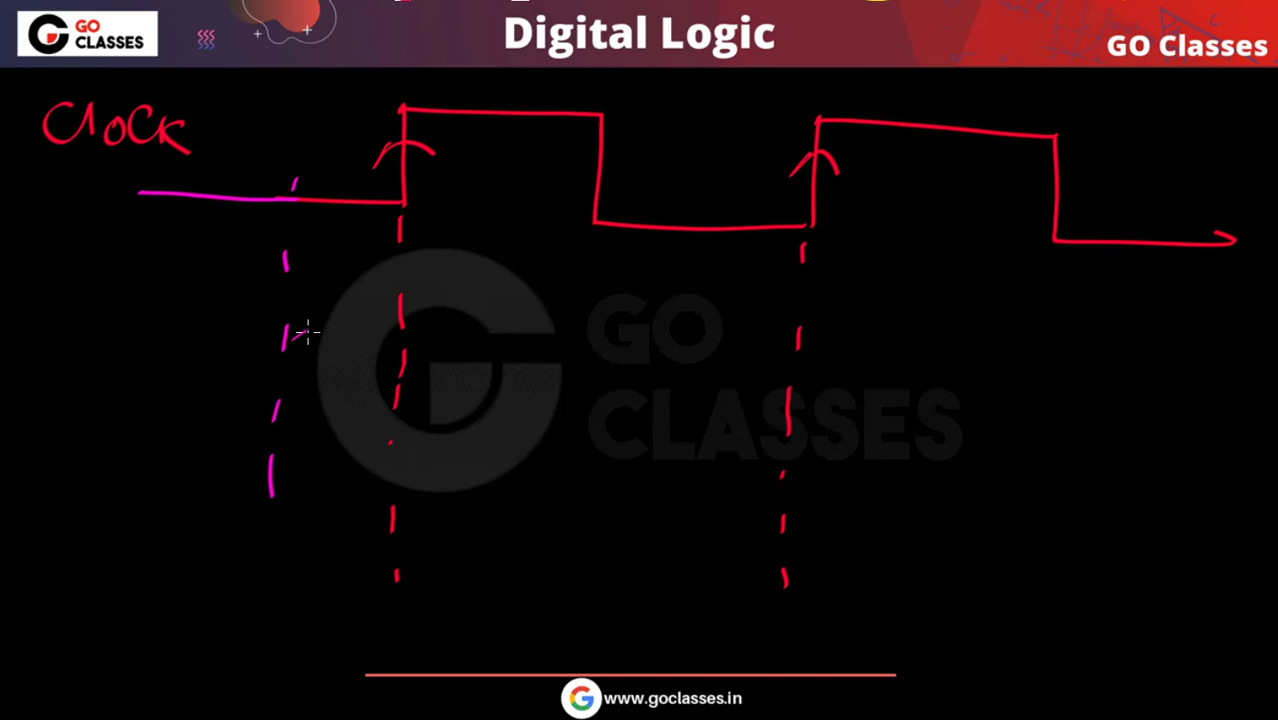 GO
CLASSES
Digital Logic
GO Classes
Clock
GO
CLASSES
www.goclasses.in